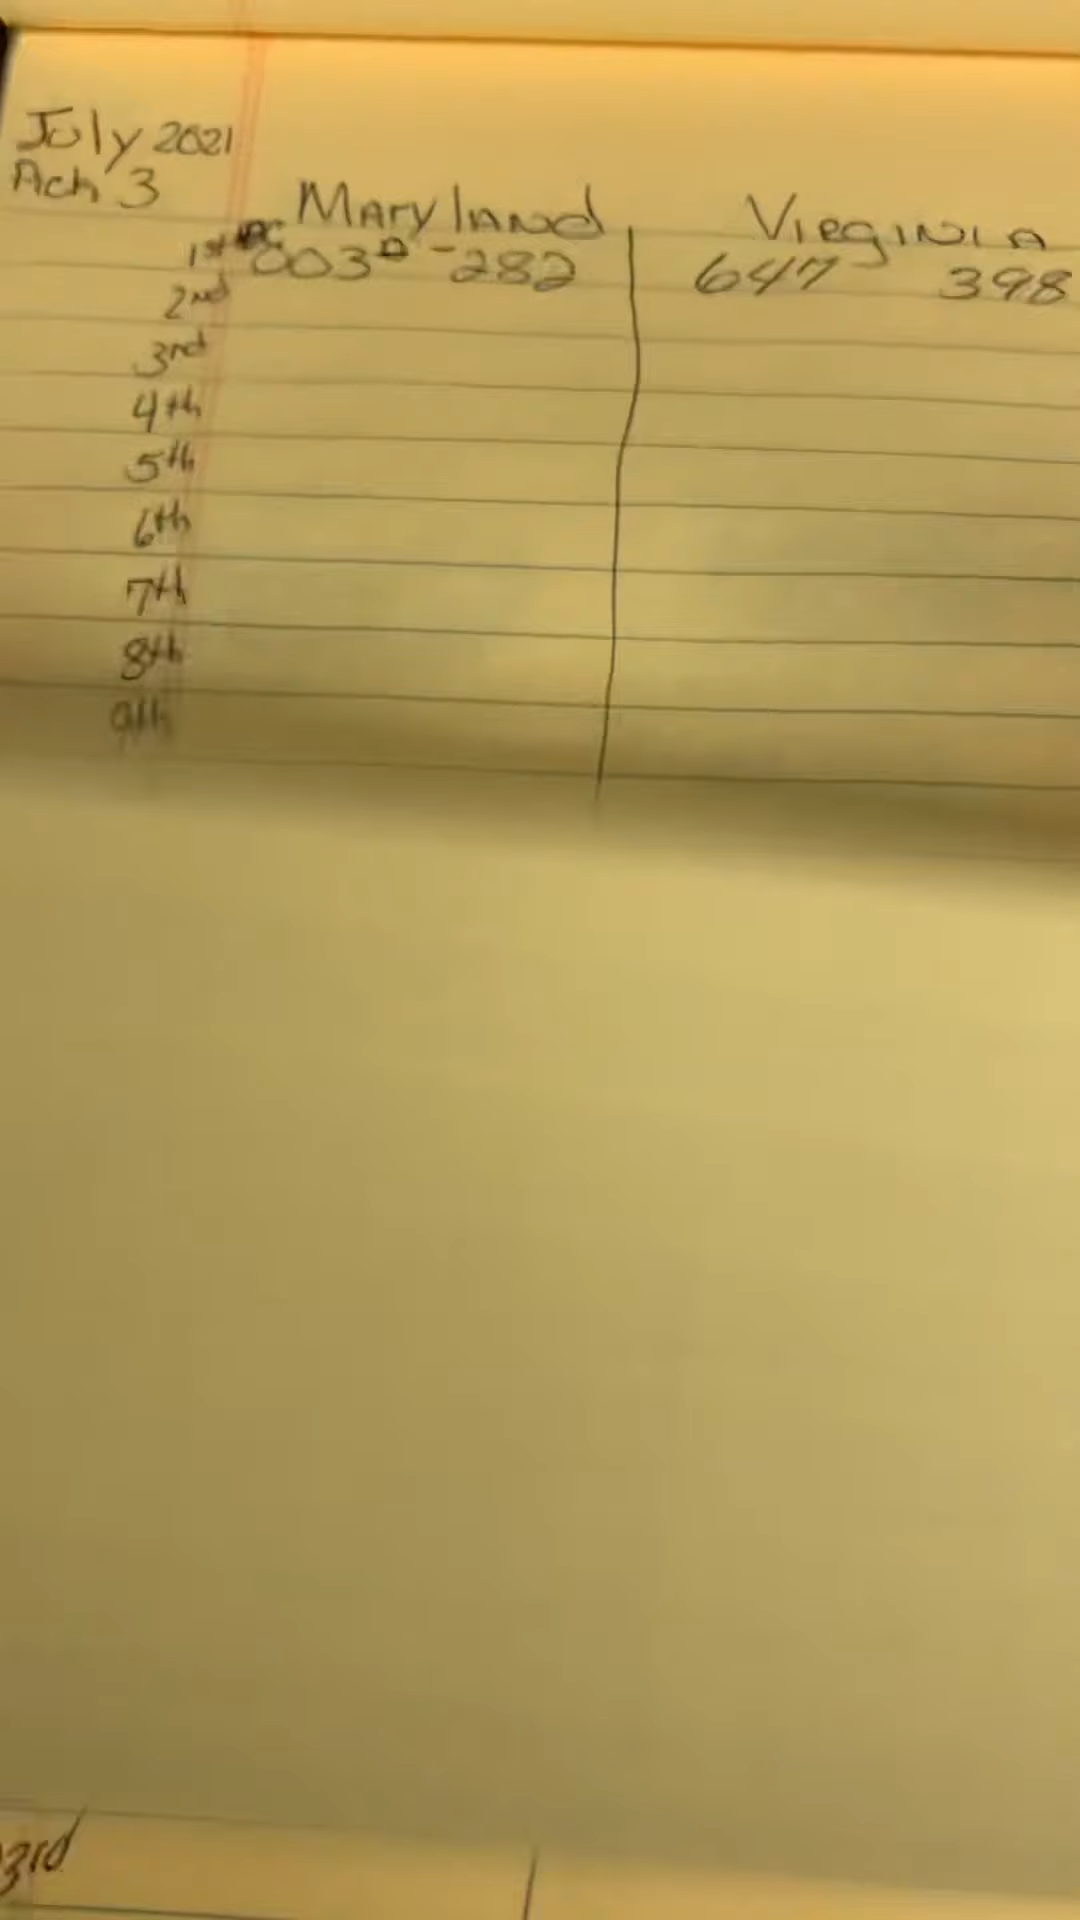 July 2021
Ach 3
Maryland Virginia
1st 003 - 282 647 398
2nd
3rd
4th
5th
6th
7th
8th
9th
3rd